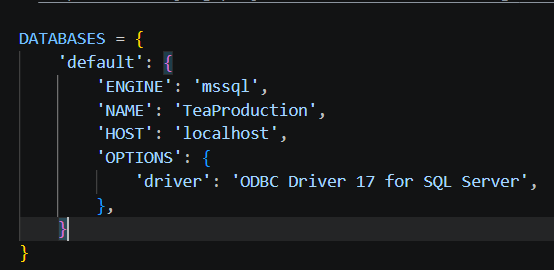 DATABASES = {
    'default': {
        'ENGINE': 'mssql',
        'NAME': 'TeaProduction',
        'HOST': 'localhost',
        'OPTIONS': {
            'driver': 'ODBC Driver 17 for SQL Server',
        },
    }
}